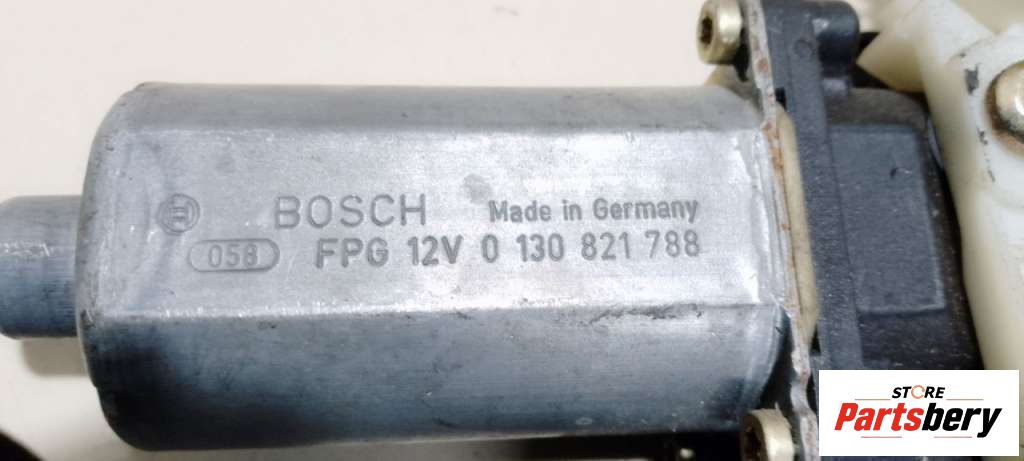 BOSCH Made in Germany
058 FPG 12V 0 130 821 788
STORE
Partsbery